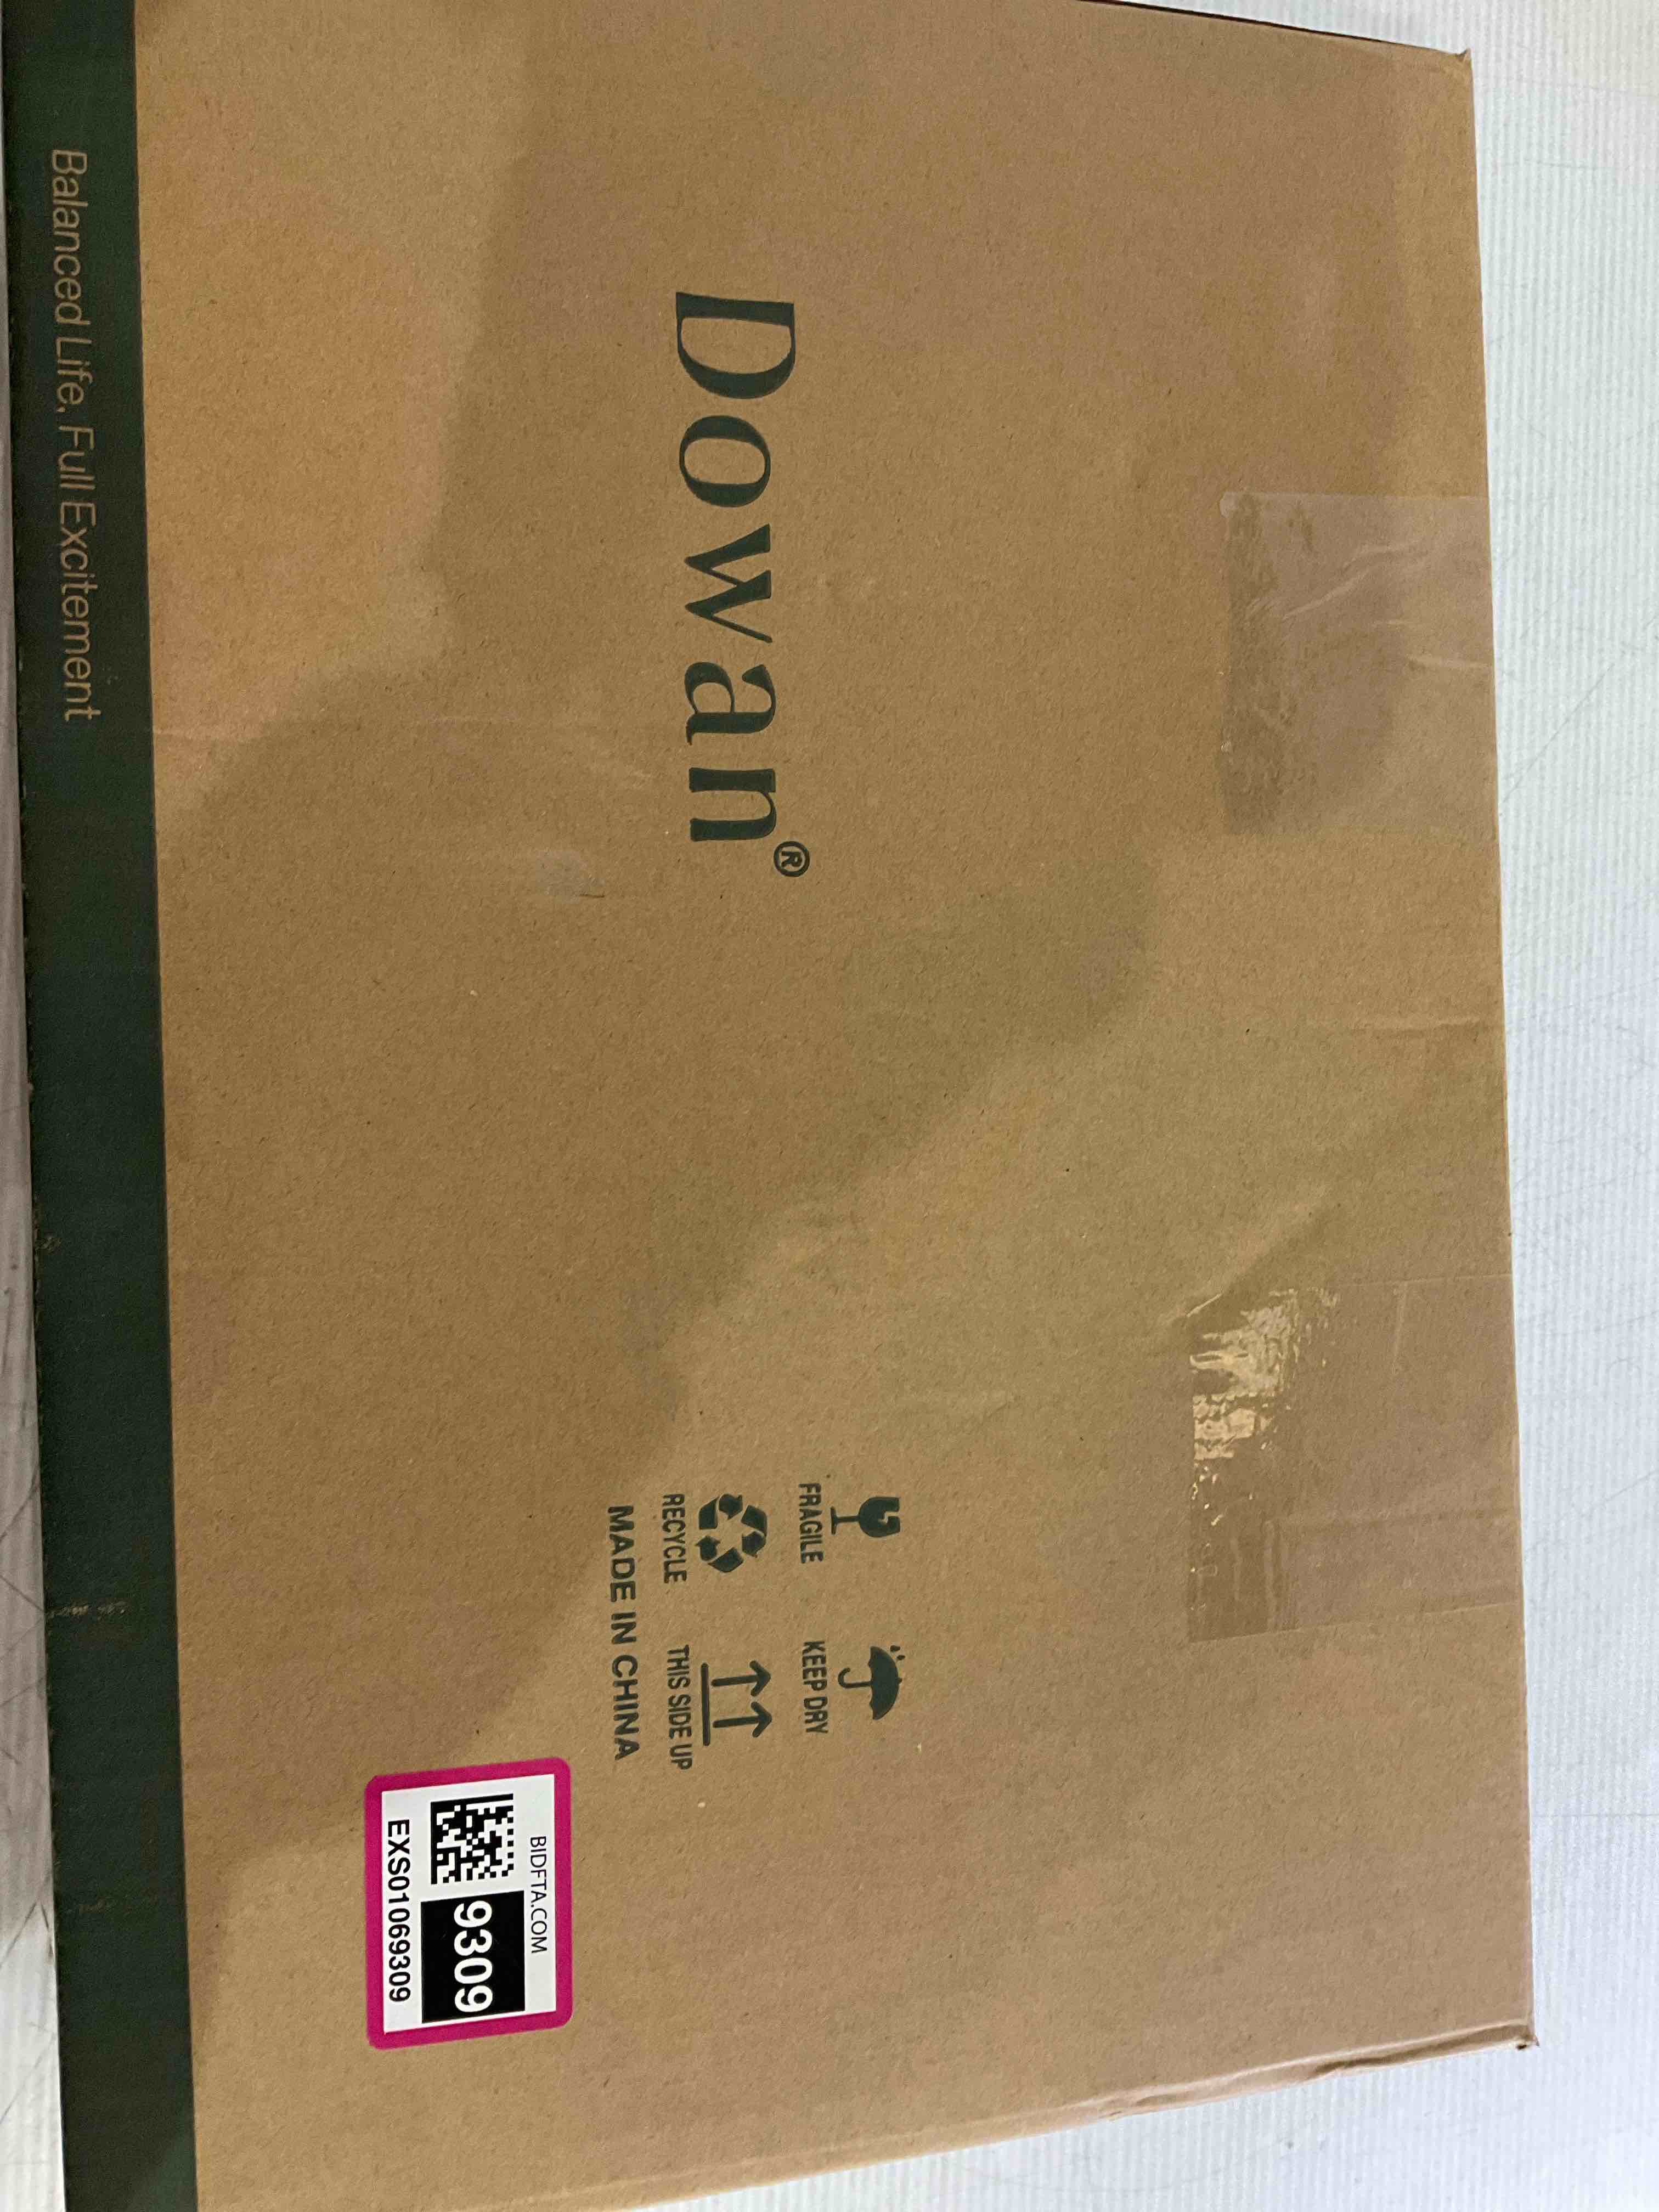 Dowan®
FRAGILE
KEEP DRY
RECYCLE
THIS SIDE UP
MADE IN CHINA
BIDFTA.COM
9309
EXS01069309
Balanced Life, Full Excitement